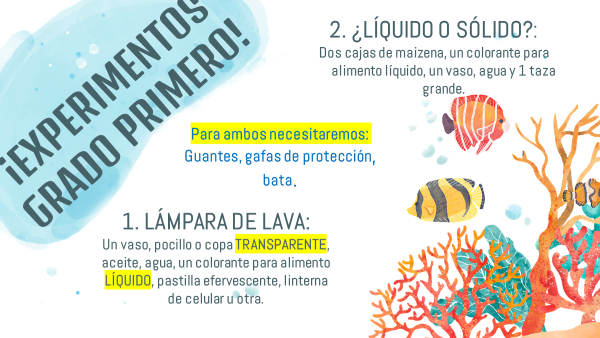 ¡EXPERIMENTOS
GRADO PRIMERO!
2. ¿LÍQUIDO O SÓLIDO?:
Dos cajas de maizena, un colorante para
alimento líquido, un vaso, agua y 1 taza
grande.
Para ambos necesitaremos:
Guantes, gafas de protección,
bata.
1. LÁMPARA DE LAVA:
Un vaso, pocillo o copa TRANSPARENTE,
aceite, agua, un colorante para alimento
LÍQUIDO, pastilla efervescente, linterna
de celular u otra.